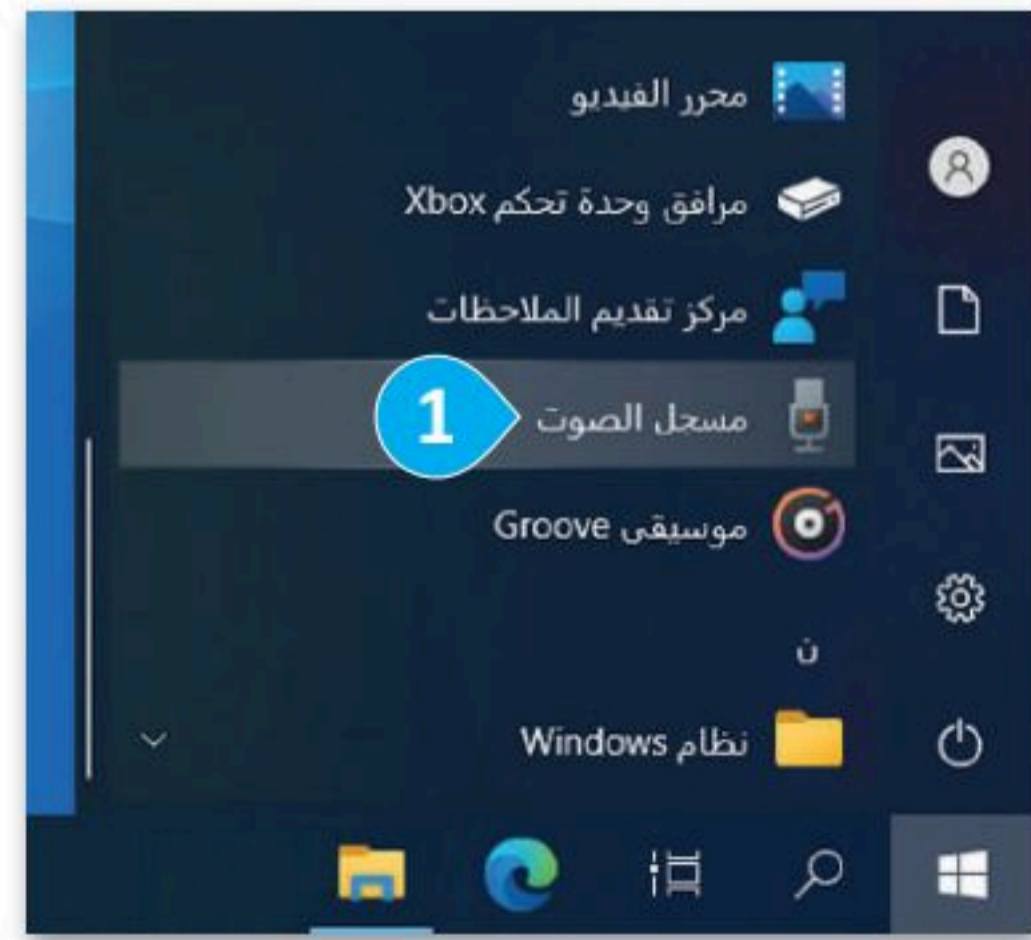 محرر الفيديو
مرافق وحدة تحكم Xbox
مركز تقديم الملاحظات
مسجل الصوت
1
موسيقى Groove
ن
نظام Windows